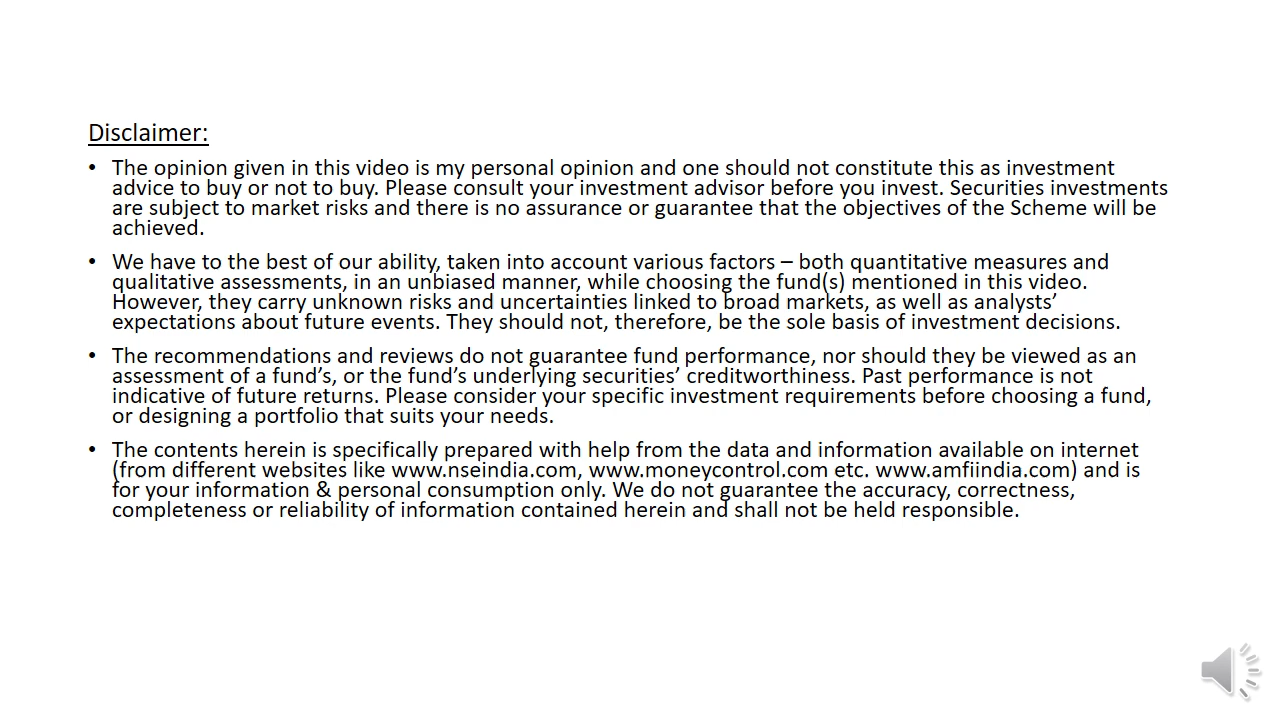 Disclaimer:
• The opinion given in this video is my personal opinion and one should not constitute this as investment
advice to buy or not to buy. Please consult your investment advisor before you invest. Securities investments
are subject to market risks and there is no assurance or guarantee that the objectives of the Scheme will be
achieved.
• We have to the best of our ability, taken into account various factors – both quantitative measures and
qualitative assessments, in an unbiased manner, while choosing the fund(s) mentioned in this video.
However, they carry unknown risks and uncertainties linked to broad markets, as well as analysts’
expectations about future events. They should not, therefore, be the sole basis of investment decisions.
• The recommendations and reviews do not guarantee fund performance, nor should they be viewed as an
assessment of a fund’s, or the fund’s underlying securities’ creditworthiness. Past performance is not
indicative of future returns. Please consider your specific investment requirements before choosing a fund,
or designing a portfolio that suits your needs.
• The contents herein is specifically prepared with help from the data and information available on internet
(from different websites like www.nseindia.com, www.moneycontrol.com etc. www.amfiindia.com) and is
for your information & personal consumption only. We do not guarantee the accuracy, correctness,
completeness or reliability of information contained herein and shall not be held responsible.